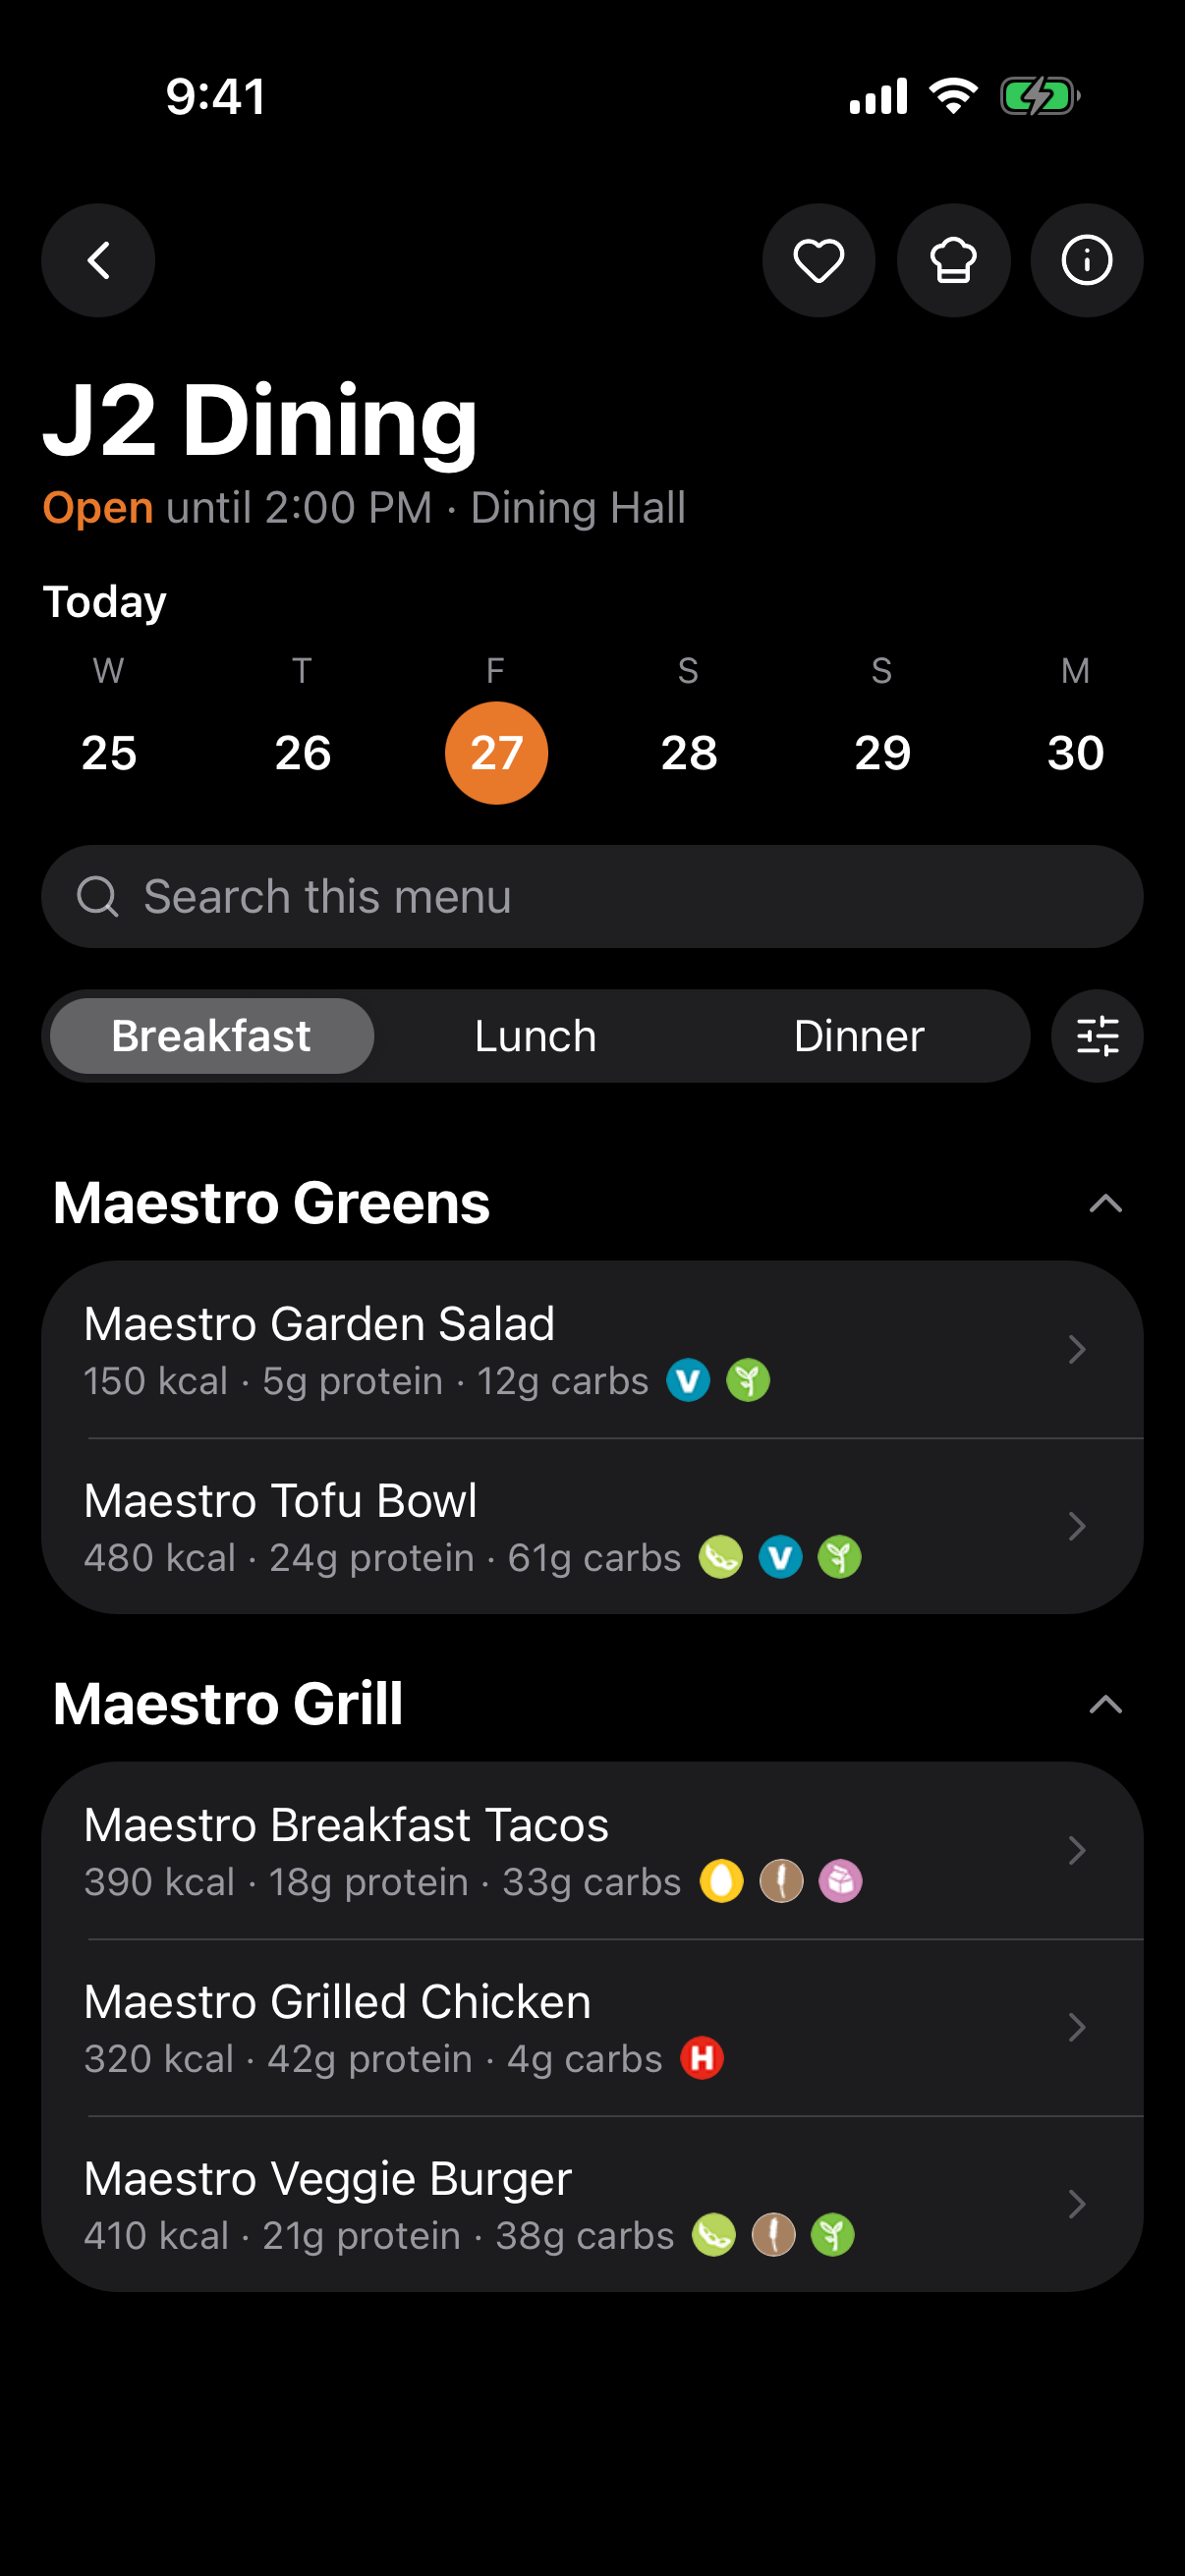 9:41
J2 Dining
Open until 2:00 PM · Dining Hall
Today
W T F S S M
25 26 27 28 29 30
Search this menu
Breakfast Lunch Dinner
Maestro Greens
Maestro Garden Salad
150 kcal · 5g protein · 12g carbs V
Maestro Tofu Bowl
480 kcal · 24g protein · 61g carbs V
Maestro Grill
Maestro Breakfast Tacos
390 kcal · 18g protein · 33g carbs
Maestro Grilled Chicken
320 kcal · 42g protein · 4g carbs H
Maestro Veggie Burger
410 kcal · 21g protein · 38g carbs